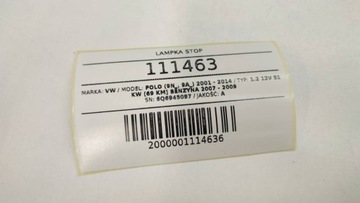 LAMPKA STOP
111463
MARKA: VW / MODEL: POLO (9N_, 9A_) 2001 - 2014 / TYP: 1.2 12V 51
KW (69 KM) BENZYNA 2007 - 2009
SN: 6Q6945097 / JAKOŚĆ: A
2000001114636